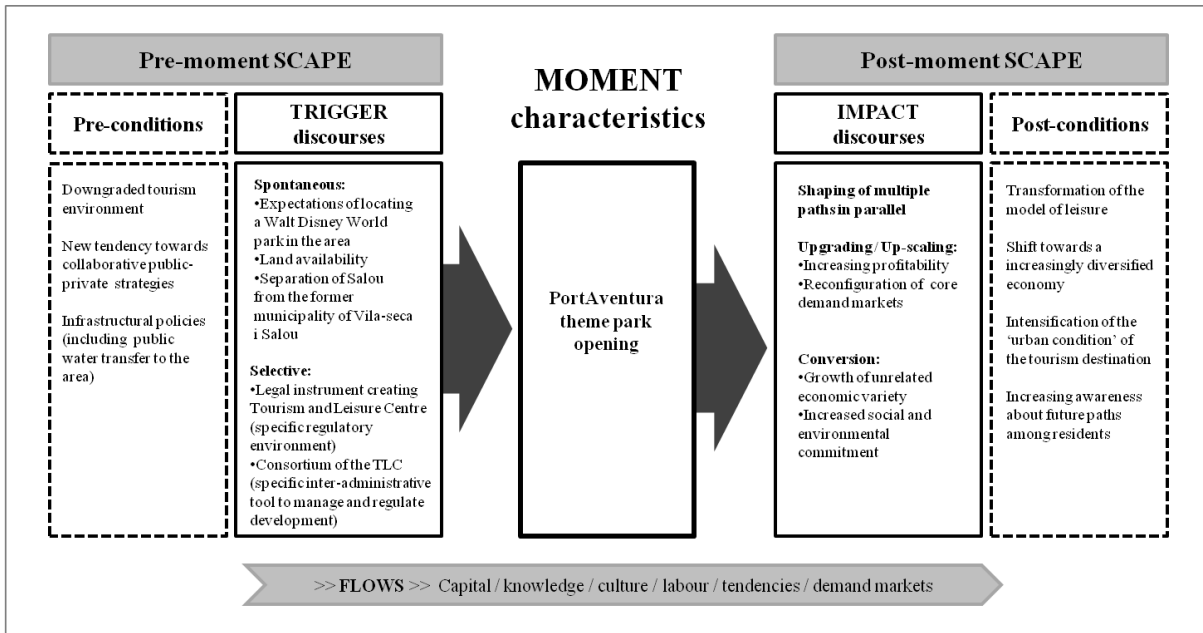 Pre-moment SCAPE
Pre-conditions
Downgraded tourism
environment
New tendency towards
collaborative public-
private strategies
Infrastructural policies
(including public
water transfer to the
area)
TRIGGER
discourses
Spontaneous:
•Expectations of locating
a Walt Disney World
park in the area
•Land availability
•Separation of Salou
from the former
municipality of Vila-seca
i Salou
Selective:
•Legal instrument creating
Tourism and Leisure Centre
(specific regulatory
environment)
•Consortium of the TLC
(specific inter-administrative
tool to manage and regulate
development)
MOMENT
characteristics
PortAventura
theme park
opening
Post-moment SCAPE
IMPACT
discourses
Shaping of multiple
paths in parallel
Upgrading / Up-scaling:
•Increasing profitability
•Reconfiguration of core
demand markets
Conversion:
•Growth of unrelated
economic variety
•Increased social and
environmental
commitment
Post-conditions
Transformation of the
model of leisure
Shift towards a
increasingly diversified
economy
Intensification of the
‘urban condition’ of
the tourism destination
Increasing awareness
about future paths
among residents
>> FLOWS >> Capital / knowledge / culture / labour / tendencies / demand markets